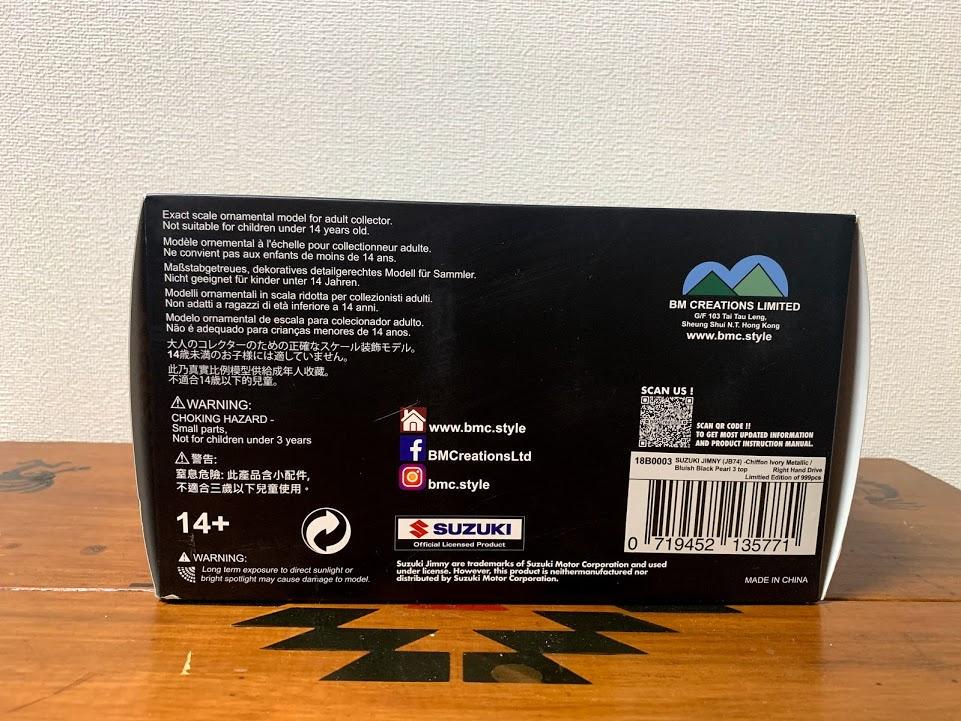 Exact scale ornamental model for adult collector.
Not suitable for children under 14 years old.
Modèle ornemental à l'échelle pour collectionneur adulte.
Ne convient pas aux enfants de moins de 14 ans.
Maßstabgetreues, dekoratives detailgerechtes Modell für Sammler.
Nicht geeignet für kinder unter 14 Jahren.
Modelli ornamentali in scala ridotta per collezionisti adulti.
Non adatti a ragazzi di età inferiore a 14 anni.
Modelo ornamental de escala para colecionador adulto.
Não é adequado para crianças menores de 14 anos.
大人のコレクターのための正確なスケール装飾モデル。
14歳未満のお子様には適していません。
此乃真實比例模型供給成年人收藏。
不適合14歲以下的兒童。
WARNING:
CHOKING HAZARD -
Small parts,
Not for children under 3 years
警告:
窒息危險: 此產品含小配件,
不適合三歲以下兒童使用。
14+
WARNING:
Long term exposure to direct sunlight or
bright spotlight may cause damage to model.
www.bmc.style
BMCreationsLtd
bmc.style
SUZUKI
Official Licensed Product
Suzuki Jimny are trademarks of Suzuki Motor Corporation and used
under license. However, this product is neithermanufactured nor
distributed by Suzuki Motor Corporation.
BM CREATIONS LIMITED
G/F 103 Tai Tau Leng,
Sheung Shui N.T. Hong Kong
www.bmc.style
SCAN US !
SCAN QR CODE !!
TO GET MOST UPDATED INFORMATION
AND PRODUCT INSTRUCTION MANUAL.
18B0003 SUZUKI JIMNY (JB74) -Chiffon Ivory Metallic /
Bluish Black Pearl 3 top Right Hand Drive
Limited Edition of 999pcs
0 719452 135771
MADE IN CHINA